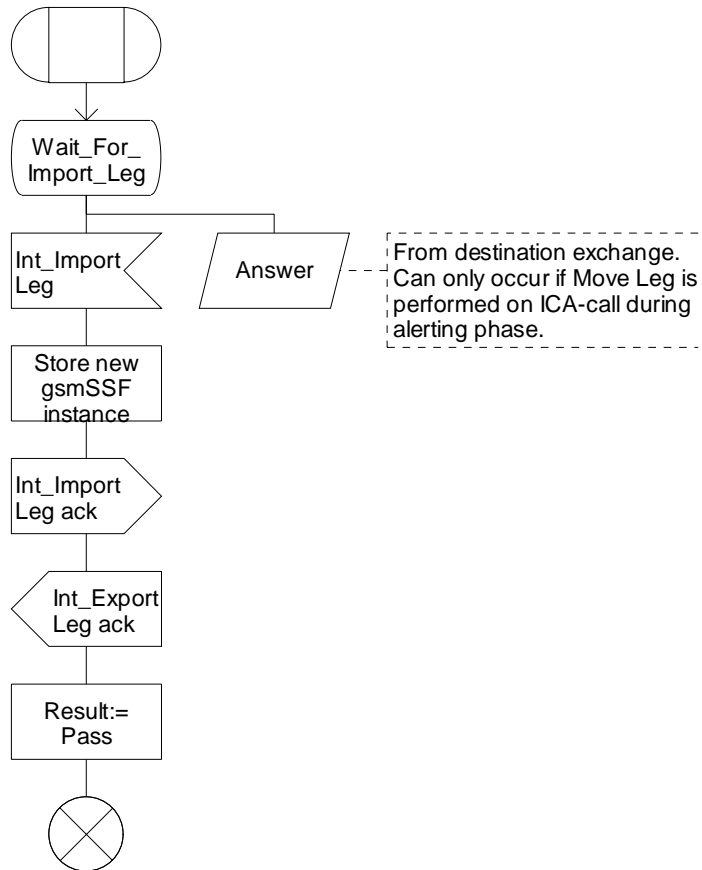 Wait_For_
Import_Leg
Int_Import
Leg
Answer
From destination exchange.
Can only occur if Move Leg is
performed on ICA-call during
alerting phase.
Store new
gsmSSF
instance
Int_Import
Leg ack
Int_Export
Leg ack
Result:=
Pass